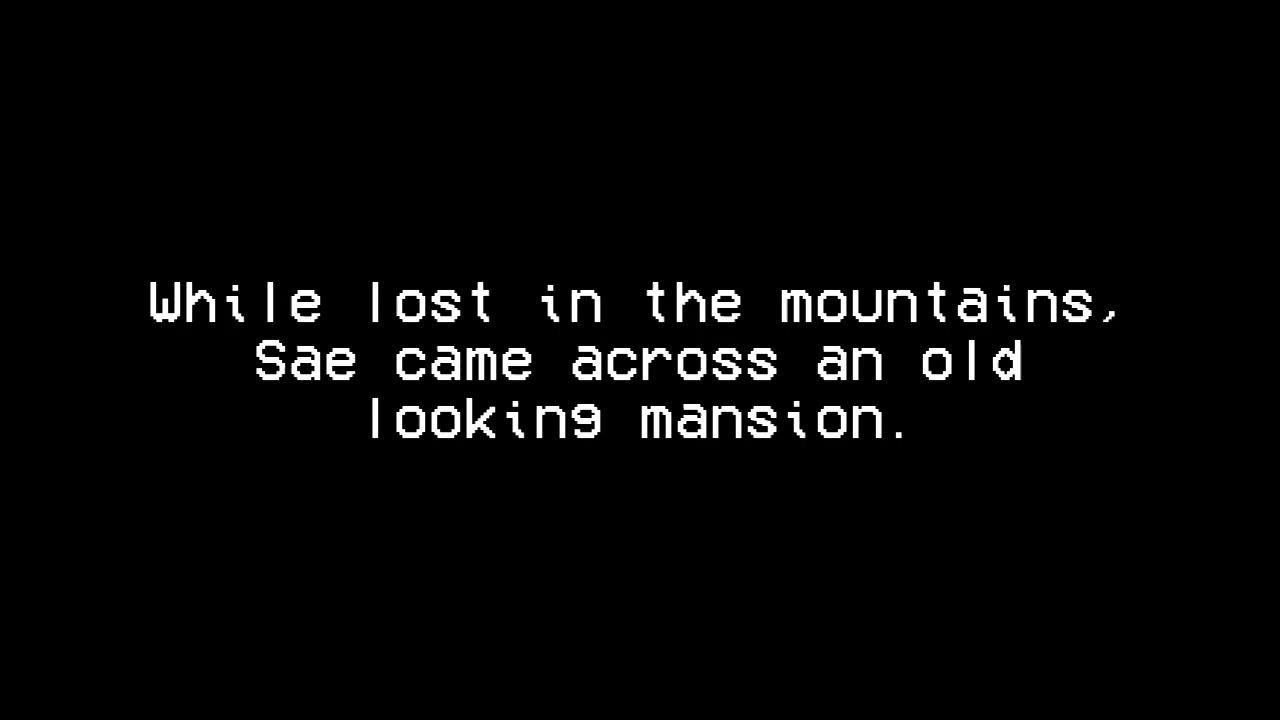 While lost in the mountains,
Sae came across an old
looking mansion.